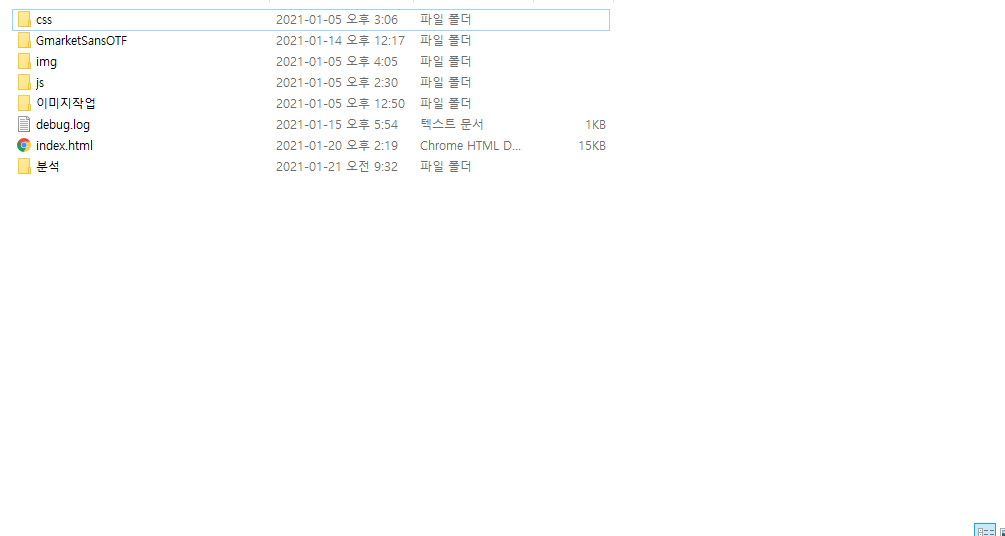 css 2021-01-05 오후 3:06 파일 폴더
GmarketSansOTF 2021-01-14 오후 12:17 파일 폴더
img 2021-01-05 오후 4:05 파일 폴더
js 2021-01-05 오후 2:30 파일 폴더
이미지작업 2021-01-05 오후 12:50 파일 폴더
debug.log 2021-01-15 오후 5:54 텍스트 문서 1KB
index.html 2021-01-20 오후 2:19 Chrome HTML D... 15KB
분석 2021-01-21 오전 9:32 파일 폴더